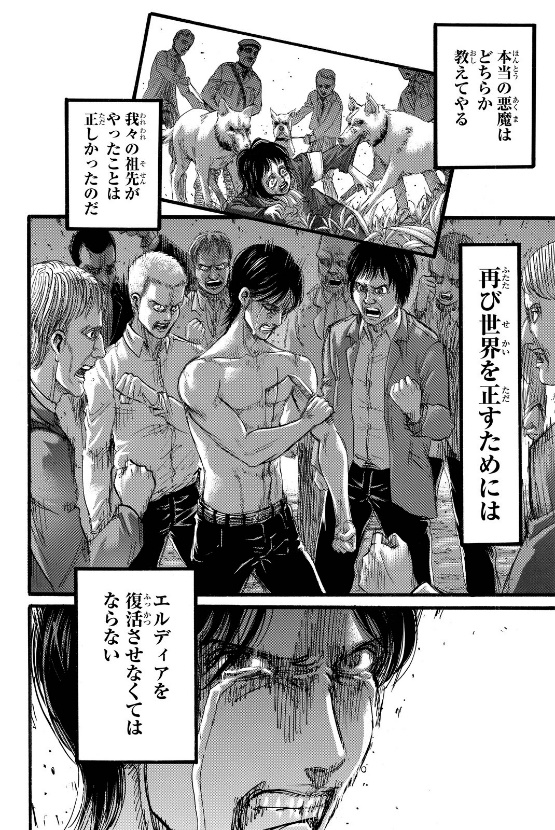 本当の悪魔は
どちらか
教えてやる
我々の祖先が
やったことは
正しかったのだ
再び世界を正すためには
エルディアを
復活させなくては
ならない